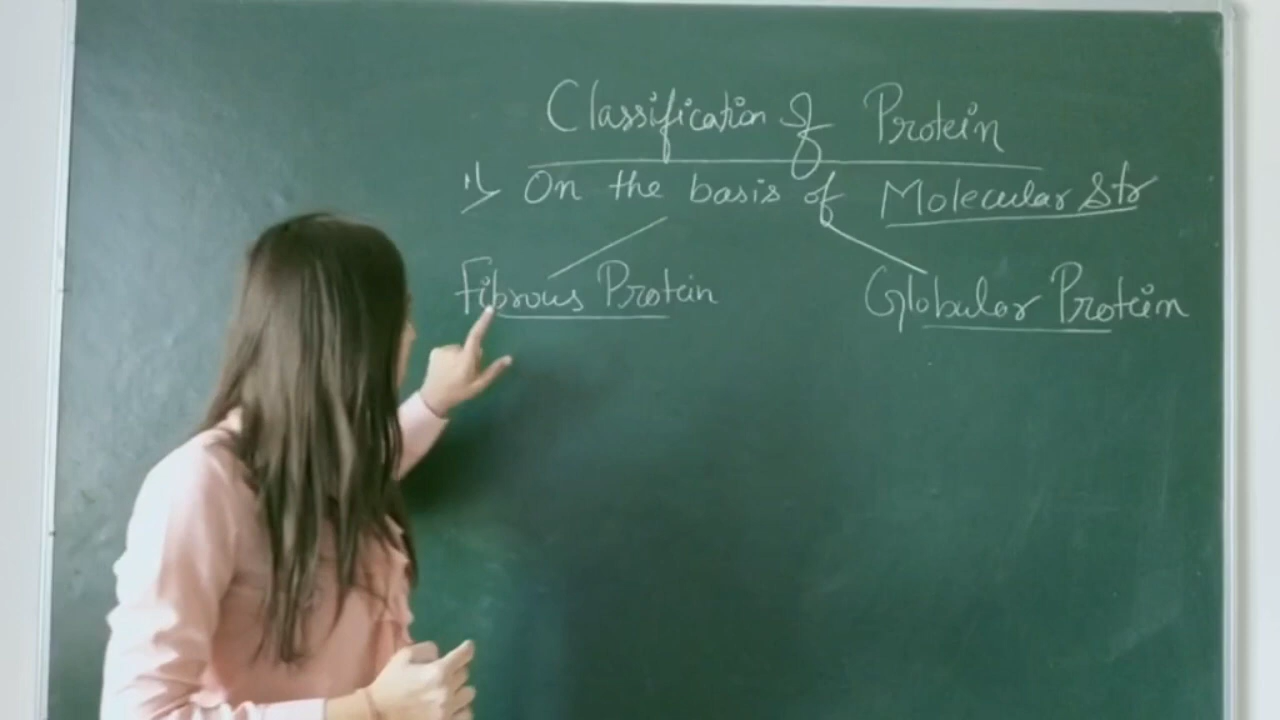 Classification of Protein
1) On the basis of Molecular Str
Fibrous Protein
Globular Protein